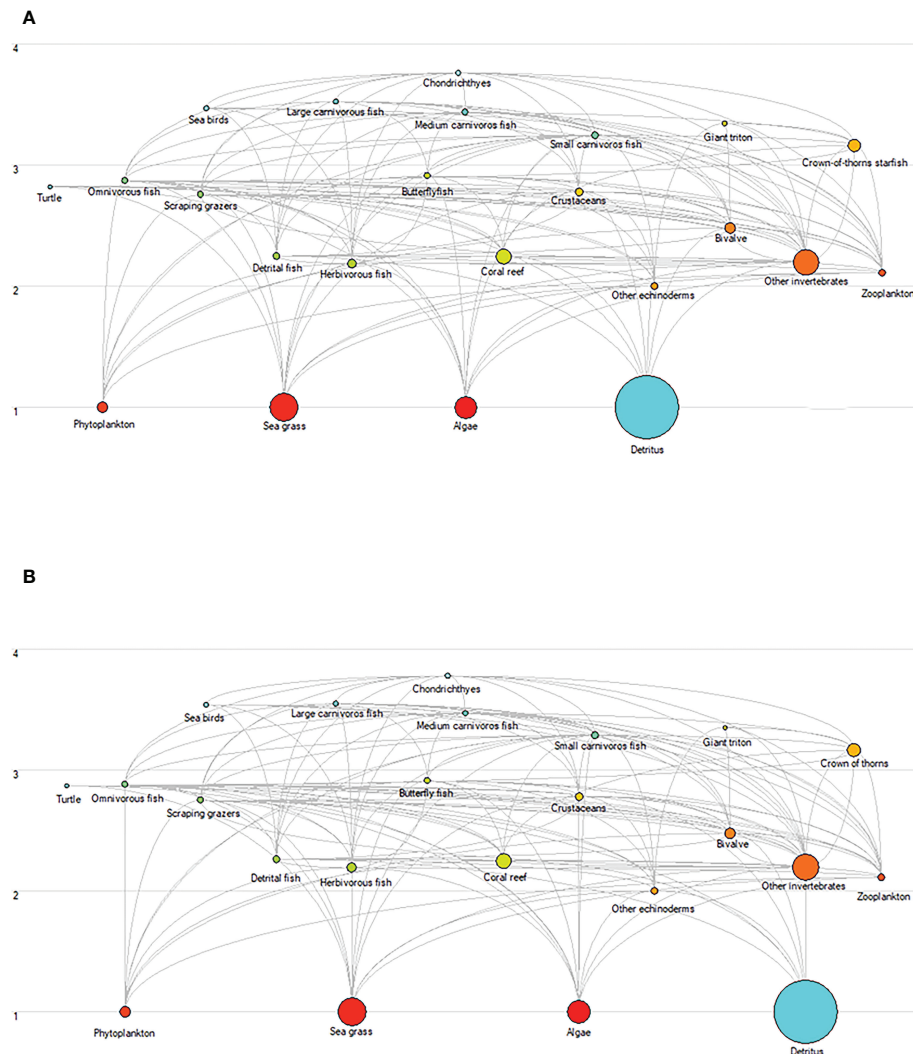 A
4
Chondrichthyes
Large carnivorous fish
Sea birds
Medium carnivoros fish
Giant triton
Small carnivoros fish
Crown-of-thorns starfish
3
Turtle
Omnivorous fish
Butterflyfish
Scraping grazers
Crustaceans
Bivalve
Detrital fish
Herbivorous fish
Coral reef
Other invertebrates
2
Other echinoderms
Zooplankton
1
Phytoplankton
Sea grass
Algae
Detritus
B
4
Chondrichthyes
Sea birds
Large carnivoros fish
Medium carnivoros fish
Small carnivoros fish
Giant triton
Crown of thorns
3
Turtle
Omnivorous fish
Butterfly fish
Scraping grazers
Crustaceans
Bivalve
Detrital fish
Herbivorous fish
Coral reef
Other invertebrates
2
Zooplankton
Other echinoderms
1
Phytoplankton
Sea grass
Algae
Detritus